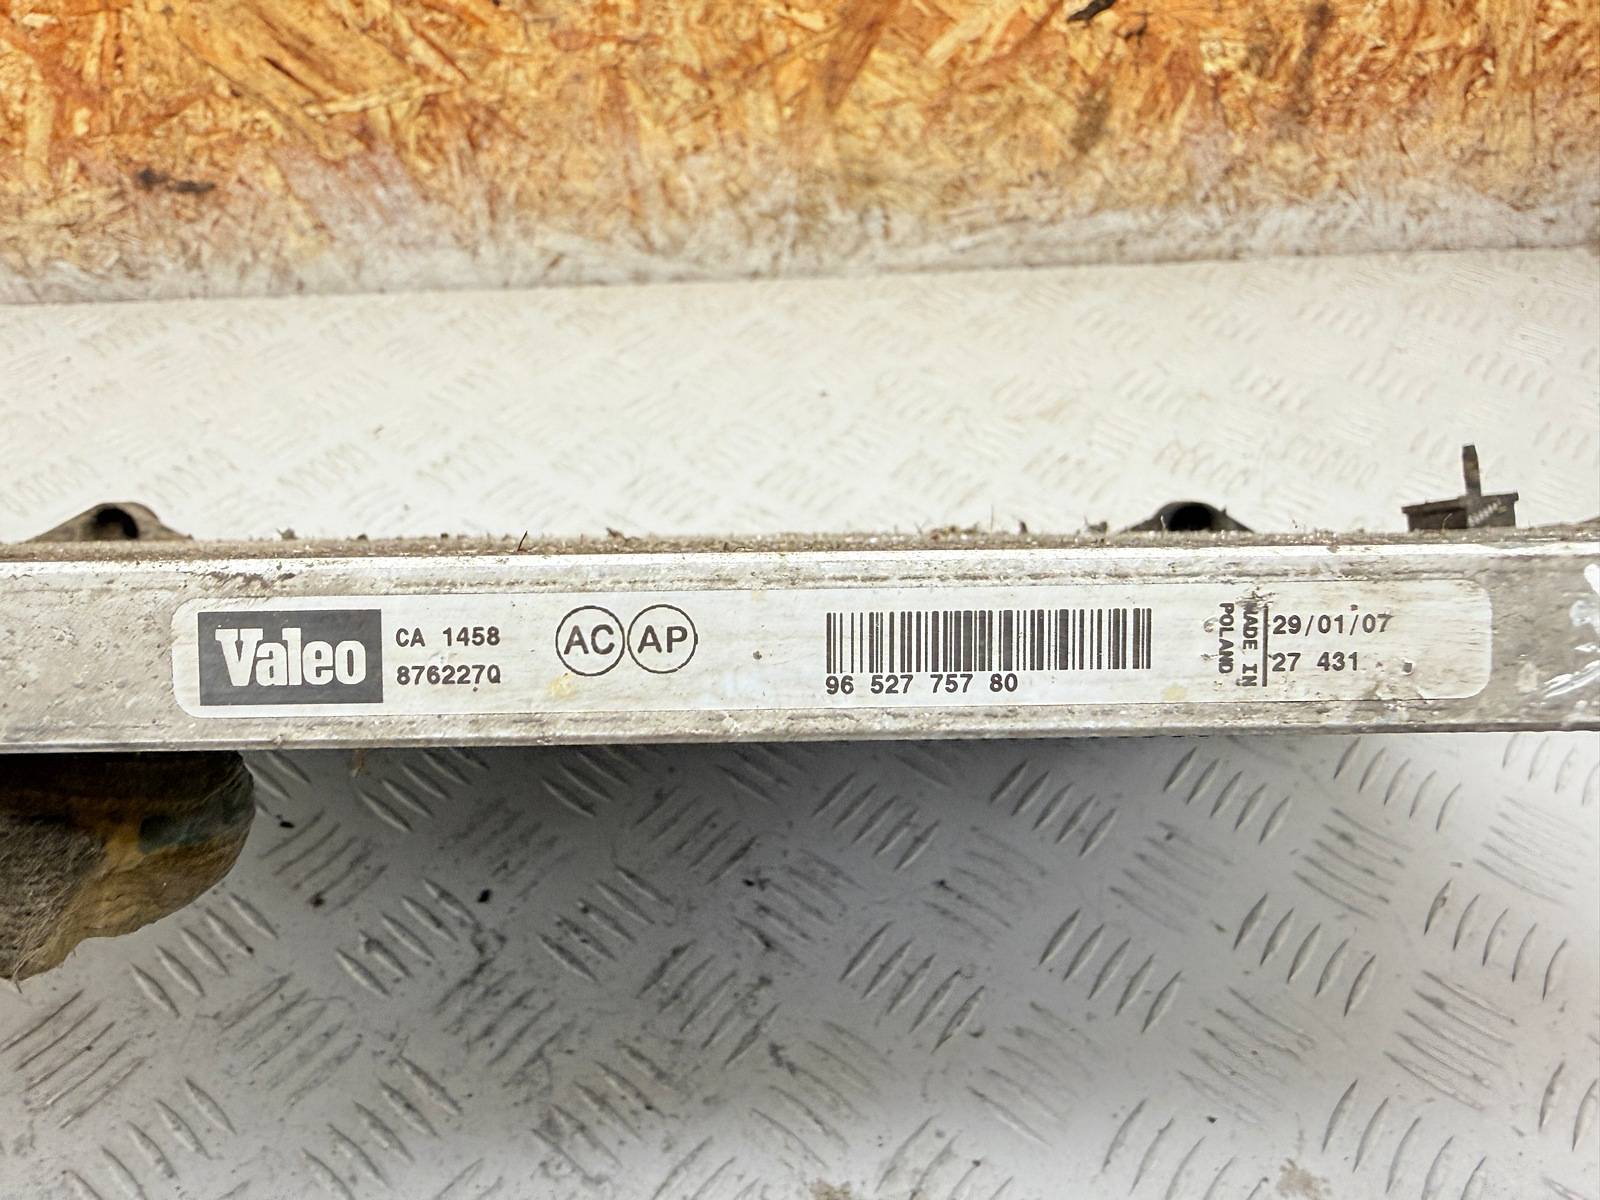 Valeo
CA 1458
876227Q
AC AP
96 527 757 80
MADE IN
POLAND
29/01/07
27 431